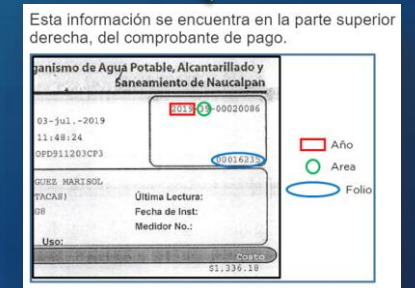 Esta información se encuentra en la parte superior
derecha, del comprobante de pago.
ganismo de Agua Potable, Alcantarillado y
Saneamiento de Naucalpan
2019-09-00020086
03-jul.-2019
11:48:24
OPD911203CP3
00016235
Año
Area
Folio
GUEZ MARISOL
TACAS)
Última Lectura:
Fecha de Inst:
Medidor No.:
Uso:
Costo
$1,336.18